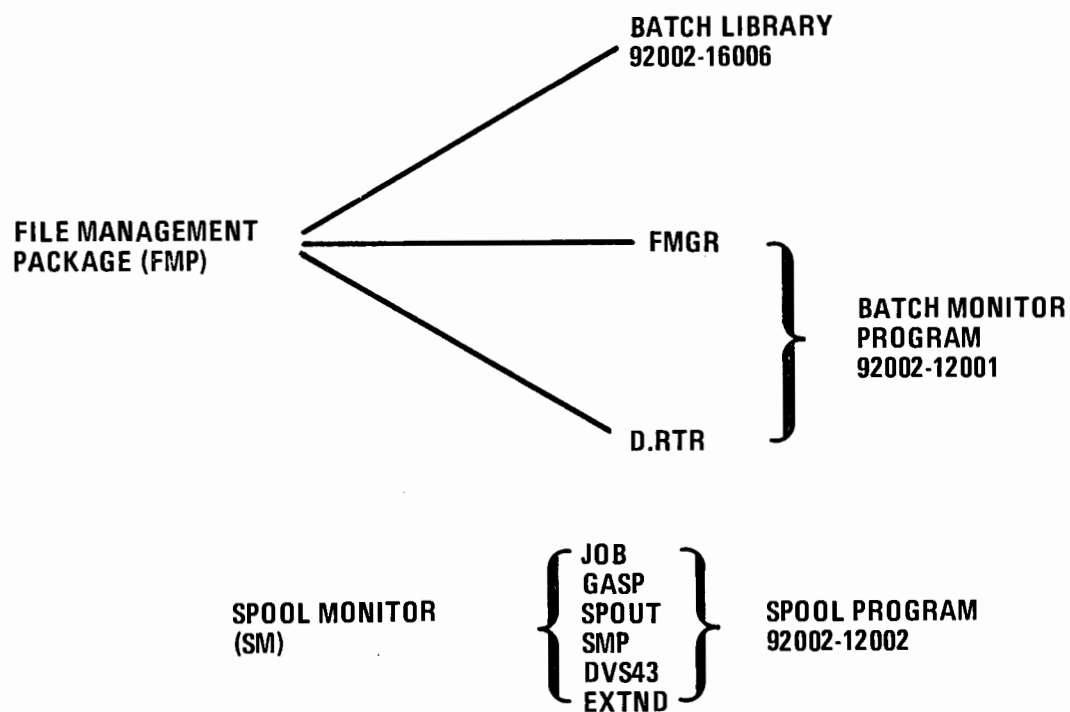 BATCH LIBRARY
92002-16006
FILE MANAGEMENT
PACKAGE (FMP)
FMGR
BATCH MONITOR
PROGRAM
92002-12001
D.RTR
SPOOL MONITOR
(SM)
JOB
GASP
SPOUT
SMP
DVS43
EXTND
SPOOL PROGRAM
92002-12002